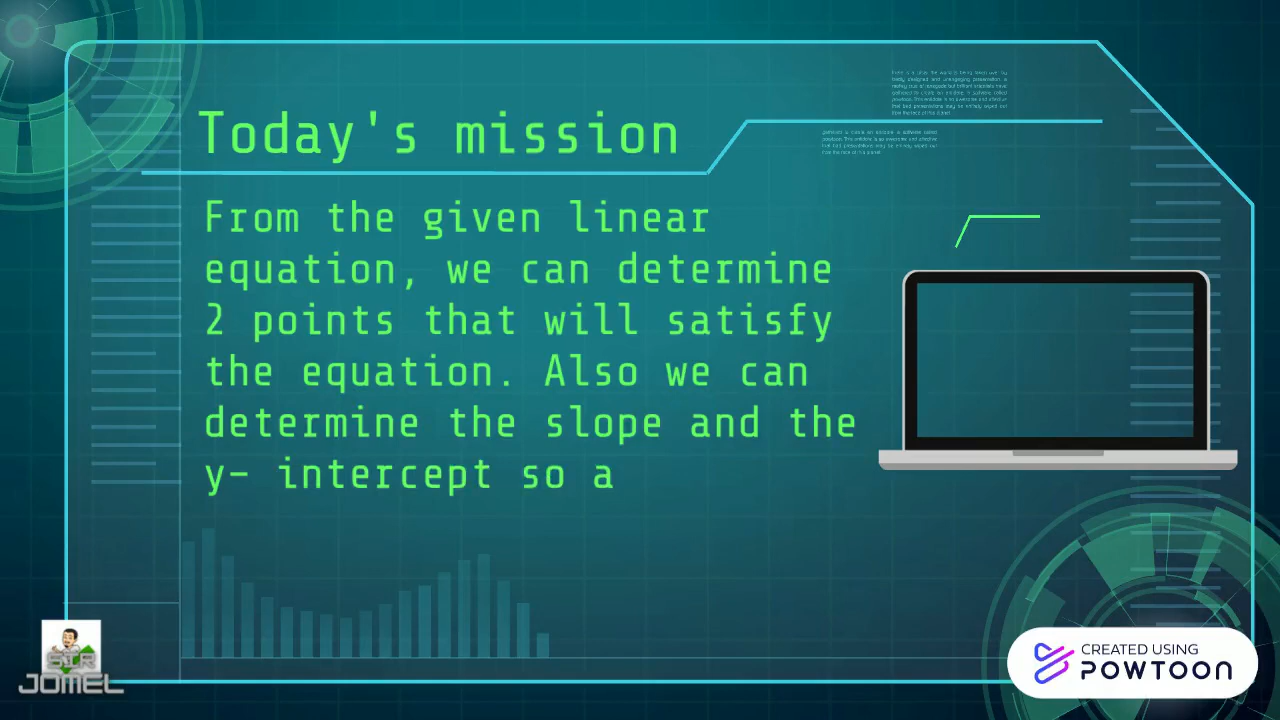 Today's mission
From the given linear
equation, we can determine
2 points that will satisfy
the equation. Also we can
determine the slope and the
y- intercept so a
SIR
JOMEL
CREATED USING
POWTOON